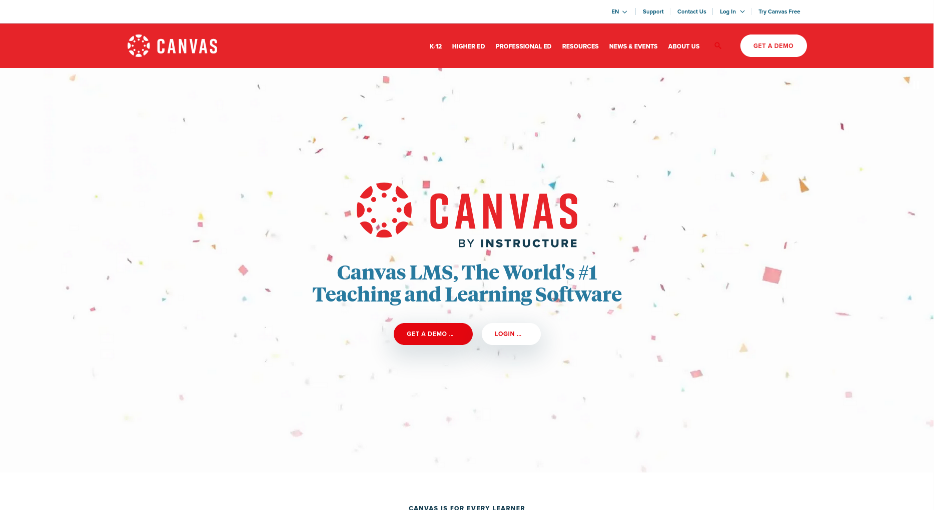 EN
Support
Contact Us
Log In
Try Canvas Free
CANVAS
K-12
HIGHER ED
PROFESSIONAL ED
RESOURCES
NEWS & EVENTS
ABOUT US
GET A DEMO
CANVAS
BY INSTRUCTURE
Canvas LMS, The World's #1
Teaching and Learning Software
GET A DEMO ...
LOGIN ...
CANVAS IS FOR EVERY LEARNER